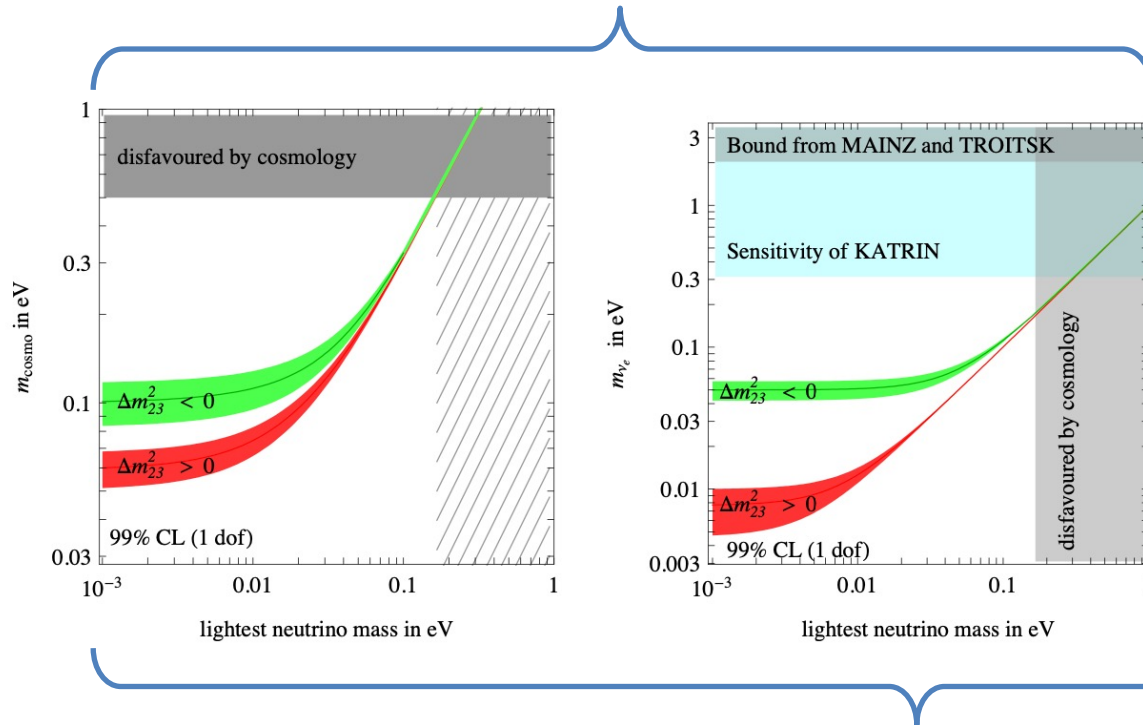 1
0.3
0.1
0.03
m_cosmo in eV
disfavoured by cosmology
Δm²₂₃ < 0
Δm²₂₃ > 0
99% CL (1 dof)
10⁻³ 0.01 0.1 1
lightest neutrino mass in eV
3
1
0.3
0.1
0.03
0.01
0.003
m_νe in eV
Bound from MAINZ and TROITSK
Sensitivity of KATRIN
disfavoured by cosmology
Δm²₂₃ < 0
Δm²₂₃ > 0
99% CL (1 dof)
10⁻³ 0.01 0.1
lightest neutrino mass in eV